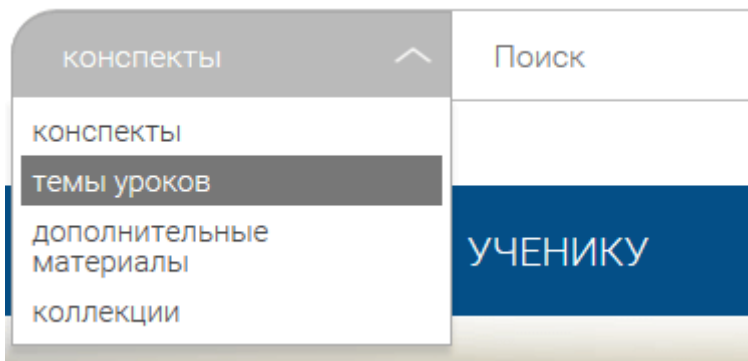 конспекты
Поиск
конспекты
темы уроков
дополнительные
материалы
УЧЕНИКУ
коллекции